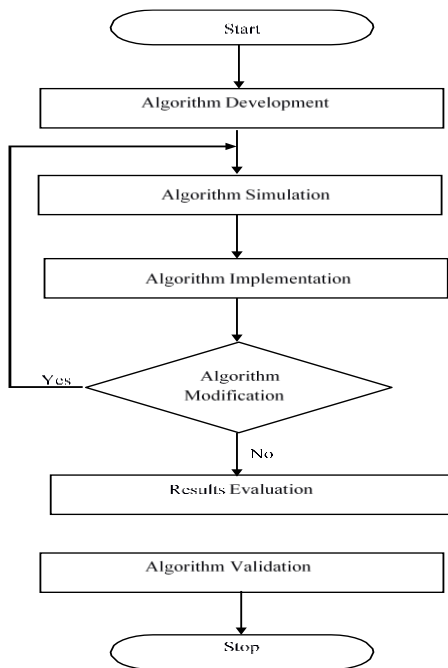 Start
Algorithm Development
Algorithm Simulation
Algorithm Implementation
Algorithm
Modification
Yes
No
Results Evaluation
Algorithm Validation
Stop